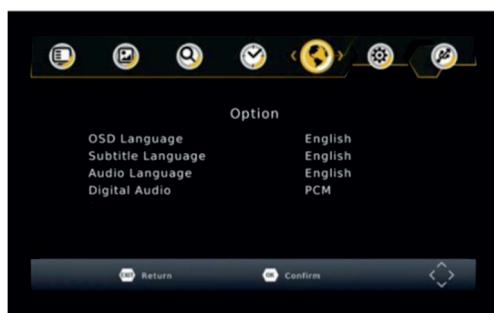 Option
OSD Language English
Subtitle Language English
Audio Language English
Digital Audio PCM
EXIT Return OK Confirm